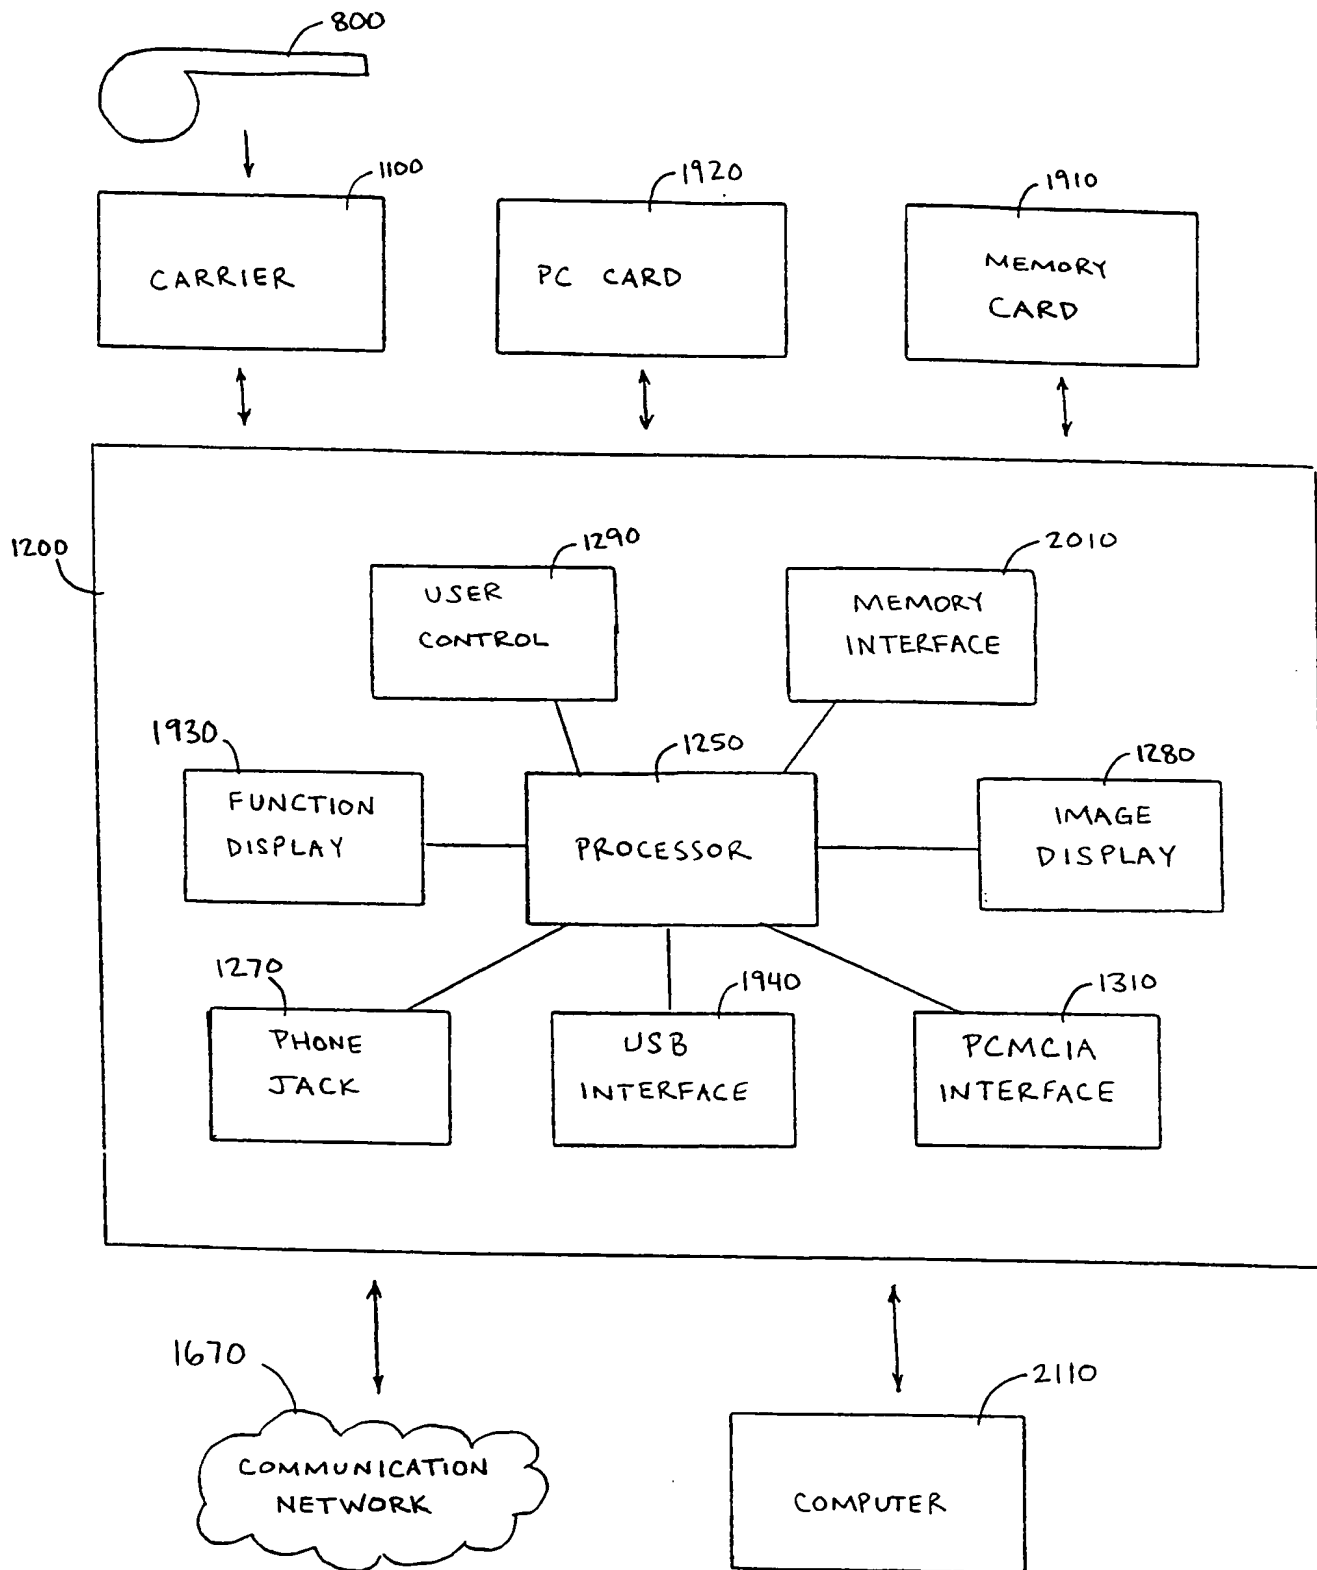 800
1100
1920
1910
CARRIER
PC CARD
MEMORY
CARD
1200
1290
2010
USER
CONTROL
MEMORY
INTERFACE
1930
1250
1280
FUNCTION
DISPLAY
PROCESSOR
IMAGE
DISPLAY
1270
1940
1310
PHONE
JACK
USB
INTERFACE
PCMCIA
INTERFACE
1670
2110
COMMUNICATION
NETWORK
COMPUTER